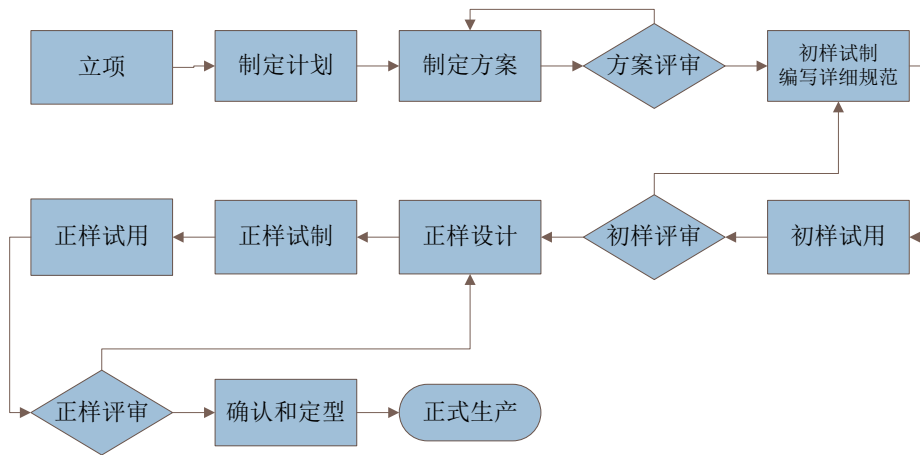 立项
制定计划
制定方案
方案评审
初样试制
编写详细规范
正样试用
正样试制
正样设计
初样评审
初样试用
正样评审
确认和定型
正式生产